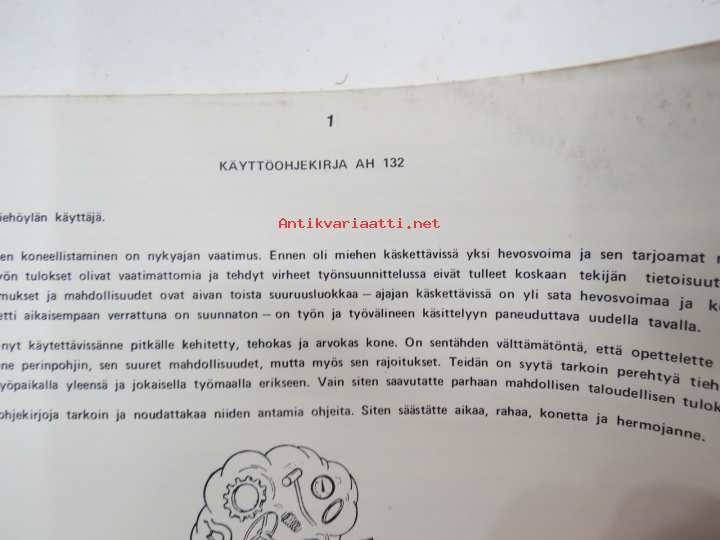 1
KÄYTTÖOHJEKIRJA AH 132
iehöylän käyttäjä.
Antikvariaatti.net
en koneellistaminen on nykyajan vaatimus. Ennen oli miehen käskettävissä yksi hevosvoima ja sen tarjoamat m
yön tulokset olivat vaatimattomia ja tehdyt virheet työnsuunnittelussa eivät tulleet koskaan tekijän tietoisuut
mukset ja mahdollisuudet ovat aivan toista suuruusluokkaa – ajajan käskettävissä on yli sata hevosvoimaa ja k
etti aikaisempaan verrattuna on suunnaton – on työn ja työvälineen käsittelyyn paneuduttava uudella tavalla.
nyt käytettävissänne pitkälle kehitetty, tehokas ja arvokas kone. On sentähden välttämätöntä, että opettelette
ne perinpohjin, sen suuret mahdollisuudet, mutta myös sen rajoitukset. Teidän on syytä tarkoin perehtyä tieh
yöpaikalla yleensä ja jokaisella työmaalla erikseen. Vain siten saavutatte parhaan mahdollisen taloudellisen tulok
ohjekirjoja tarkoin ja noudattakaa niiden antamia ohjeita. Siten säästätte aikaa, rahaa, konetta ja hermojanne.